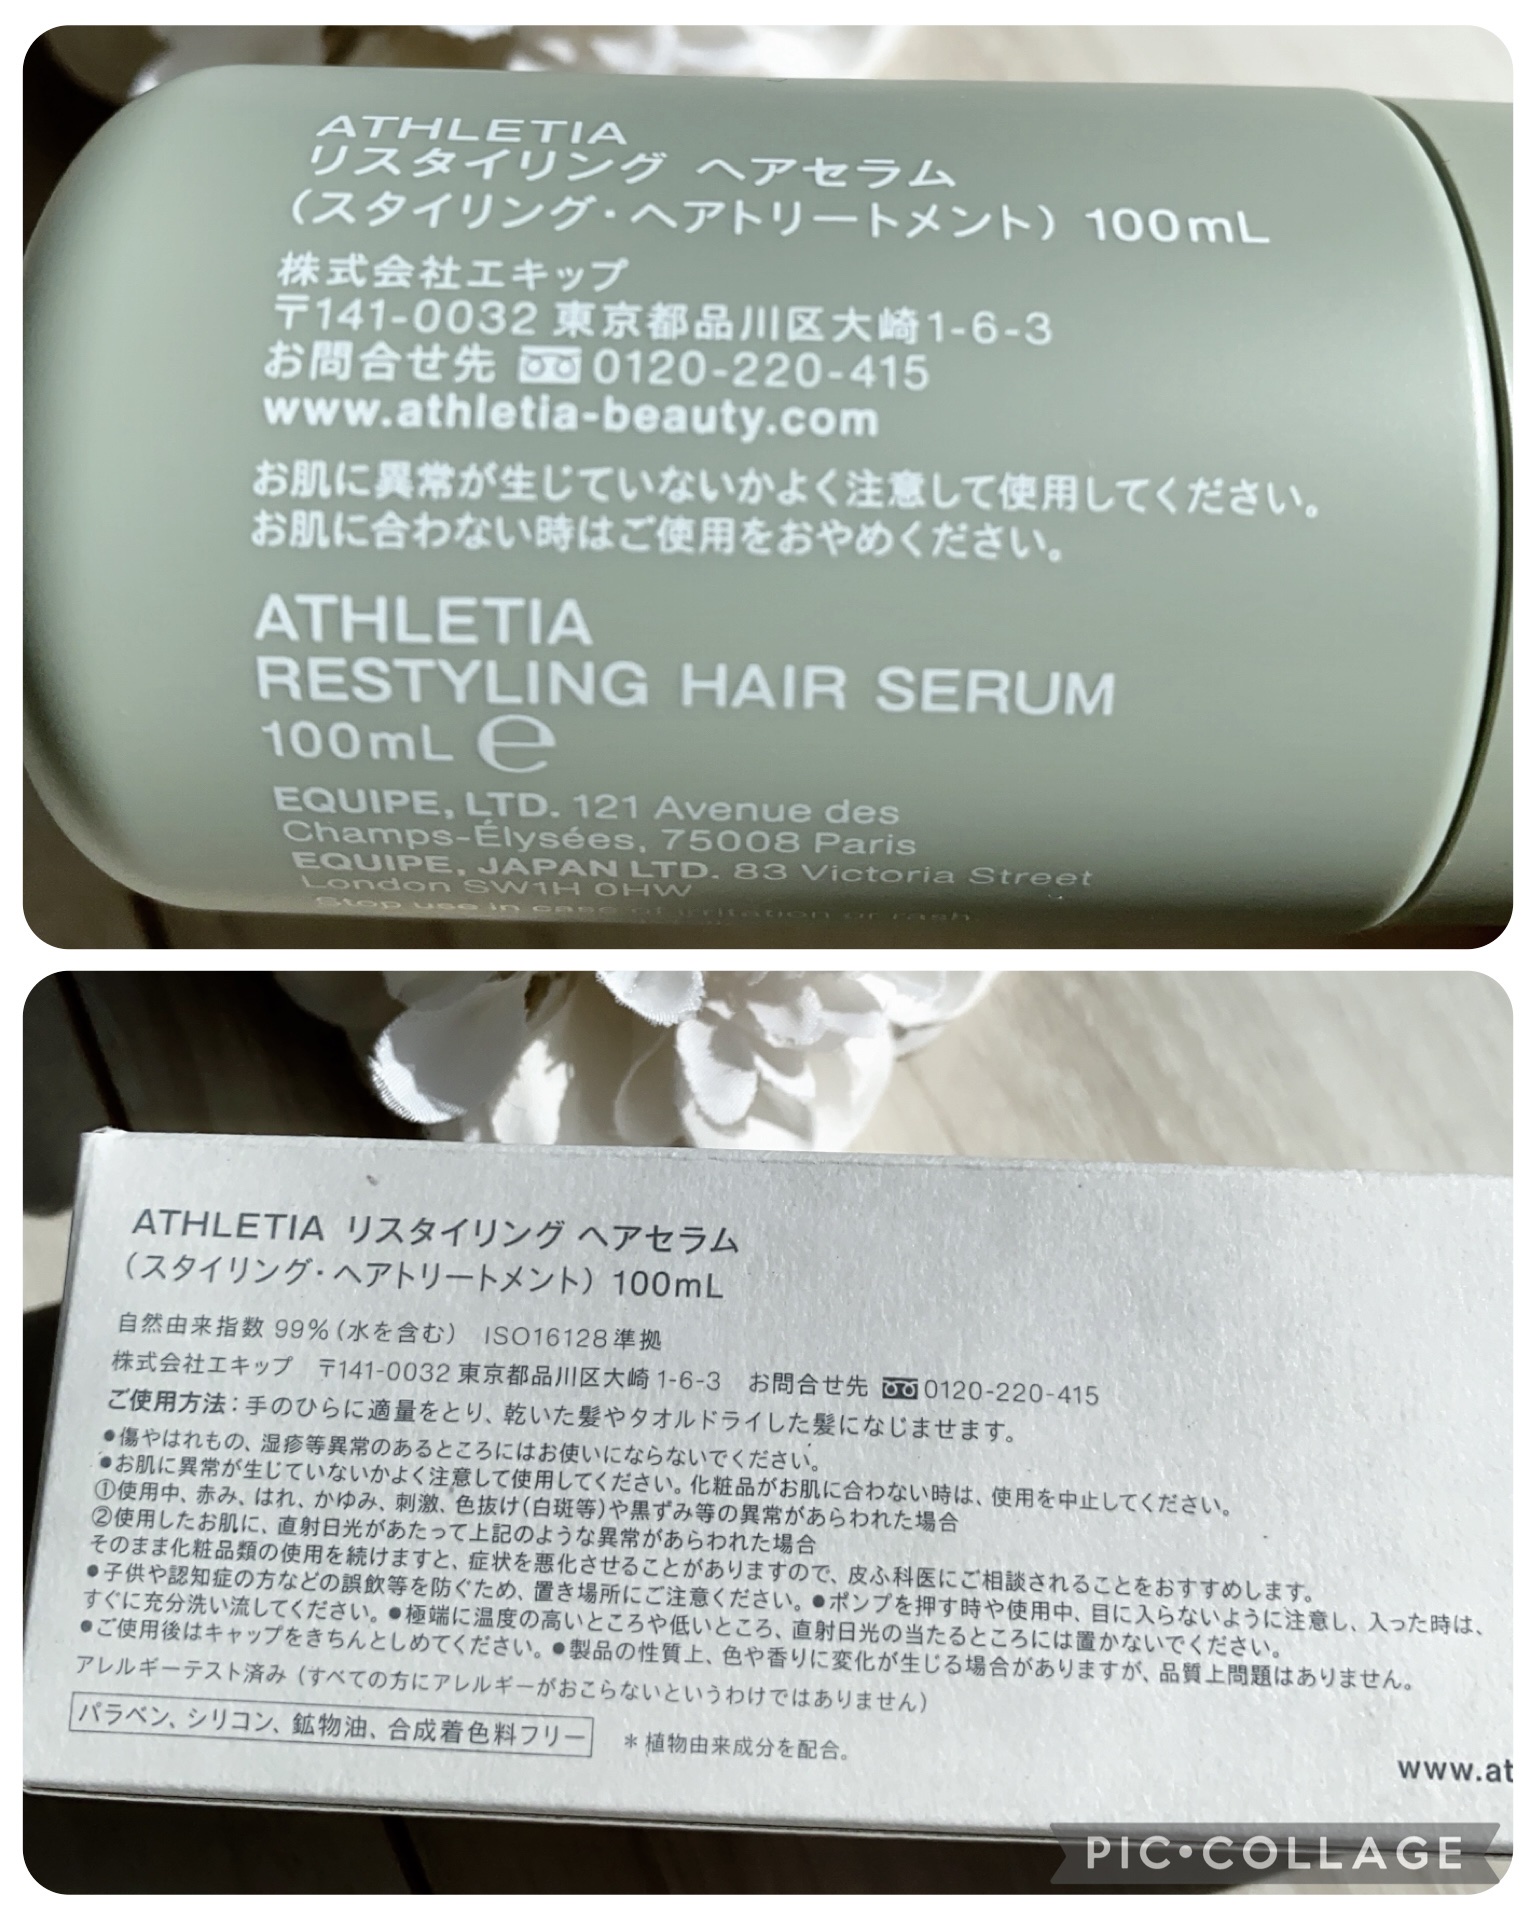 ATHLETIA
リスタイリング ヘアセラム
(スタイリング・ヘアトリートメント) 100mL
株式会社エキップ
〒141-0032 東京都品川区大崎1-6-3
お問合せ先 0120-220-415
www.athletia-beauty.com
お肌に異常が生じていないかよく注意して使用してください。
お肌に合わない時はご使用をおやめください。
ATHLETIA
RESTYLING HAIR SERUM
100mL ℮
EQUIPE, LTD. 121 Avenue des
Champs-Élysées, 75008 Paris
EQUIPE, JAPAN LTD. 83 Victoria Street
London SW1H 0HW
Stop use in case of irritation or rash
ATHLETIA リスタイリング ヘアセラム
(スタイリング・ヘアトリートメント) 100mL
自然由来指数 99%(水を含む) ISO16128準拠
株式会社エキップ 〒141-0032 東京都品川区大崎1-6-3 お問合せ先 0120-220-415
ご使用方法:手のひらに適量をとり、乾いた髪やタオルドライした髪になじませます。
●傷やはれもの、湿疹等異常のあるところにはお使いにならないでください。
●お肌に異常が生じていないかよく注意して使用してください。化粧品がお肌に合わない時は、使用を中止してください。
①使用中、赤み、はれ、かゆみ、刺激、色抜け(白斑等)や黒ずみ等の異常があらわれた場合
②使用したお肌に、直射日光があたって上記のような異常があらわれた場合
そのまま化粧品類の使用を続けますと、症状を悪化させることがありますので、皮ふ科医にご相談されることをおすすめします。
●子供や認知症の方などの誤飲等を防ぐため、置き場所にご注意ください。●ポンプを押す時や使用中、目に入らないように注意し、入った時は、
すぐに充分洗い流してください。●極端に温度の高いところや低いところ、直射日光の当たるところには置かないでください。
●ご使用後はキャップをきちんとしめてください。●製品の性質上、色や香りに変化が生じる場合がありますが、品質上問題はありません。
アレルギーテスト済み(すべての方にアレルギーがおこらないというわけではありません)
パラベン、シリコン、鉱物油、合成着色料フリー *植物由来成分を配合。
www.at
PIC•COLLAGE